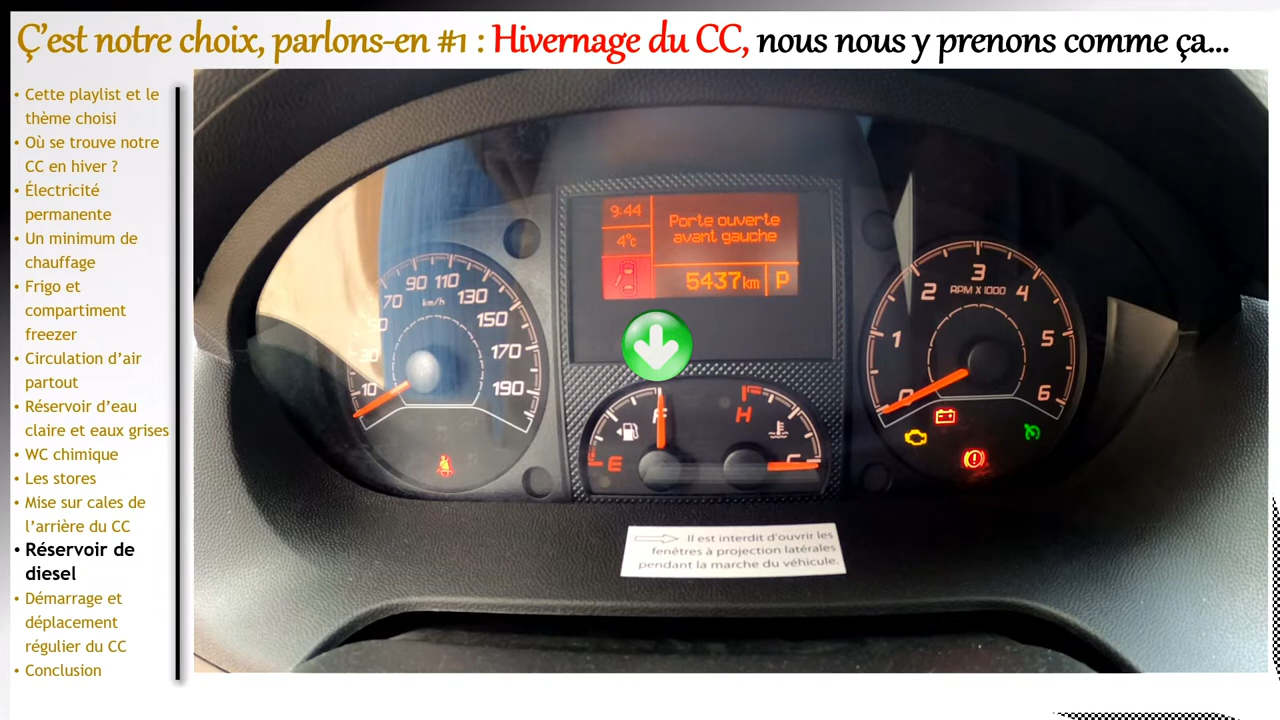 Ç'est notre choix, parlons-en #1 : Hivernage du CC, nous nous y prenons comme ça...
• Cette playlist et le
thème choisi
• Où se trouve notre
CC en hiver ?
• Électricité
permanente
• Un minimum de
chauffage
• Frigo et
compartiment
freezer
• Circulation d'air
partout
• Réservoir d'eau
claire et eaux grises
• WC chimique
• Les stores
• Mise sur cales de
l'arrière du CC
• Réservoir de
diesel
• Démarrage et
déplacement
régulier du CC
• Conclusion
9:44
4°c
Porte ouverte
avant gauche
5437km P
10 30 50 70 90 110 130 150 170 190
km/h
E F
H C
0 1 2 3 4 5 6
RPM X 1000
Il est interdit d'ouvrir les
fenêtres à projection latérales
pendant la marche du véhicule.